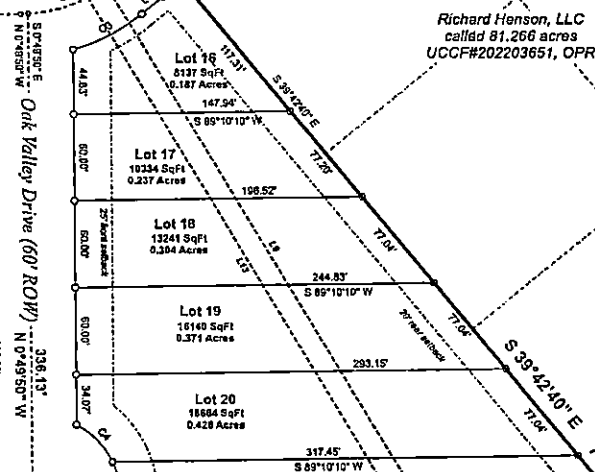 Richard Henson, LLC
called 81.266 acres
UCCF#202203651, OPR
S 0°49'50" E
N 0°49'50" W
Oak Valley Drive (60' ROW)
336.13'
N 0°49'50" W
Lot 16
8137 SqFt
0.187 Acres
117.31'
S 39°42'40" E
44.83'
147.94'
S 89°10'10" W
Lot 17
10334 SqFt
0.237 Acres
60.00'
77.20'
196.52'
Lot 18
13241 SqFt
0.304 Acres
60.00'
25' front setback
L13
L9
77.04'
244.83'
S 89°10'10" W
Lot 19
16140 SqFt
0.371 Acres
60.00'
20' rear setback
77.04'
293.15'
S 39°42'40" E
Lot 20
18664 SqFt
0.428 Acres
34.07'
C4
77.04'
317.45'
S 89°10'10" W